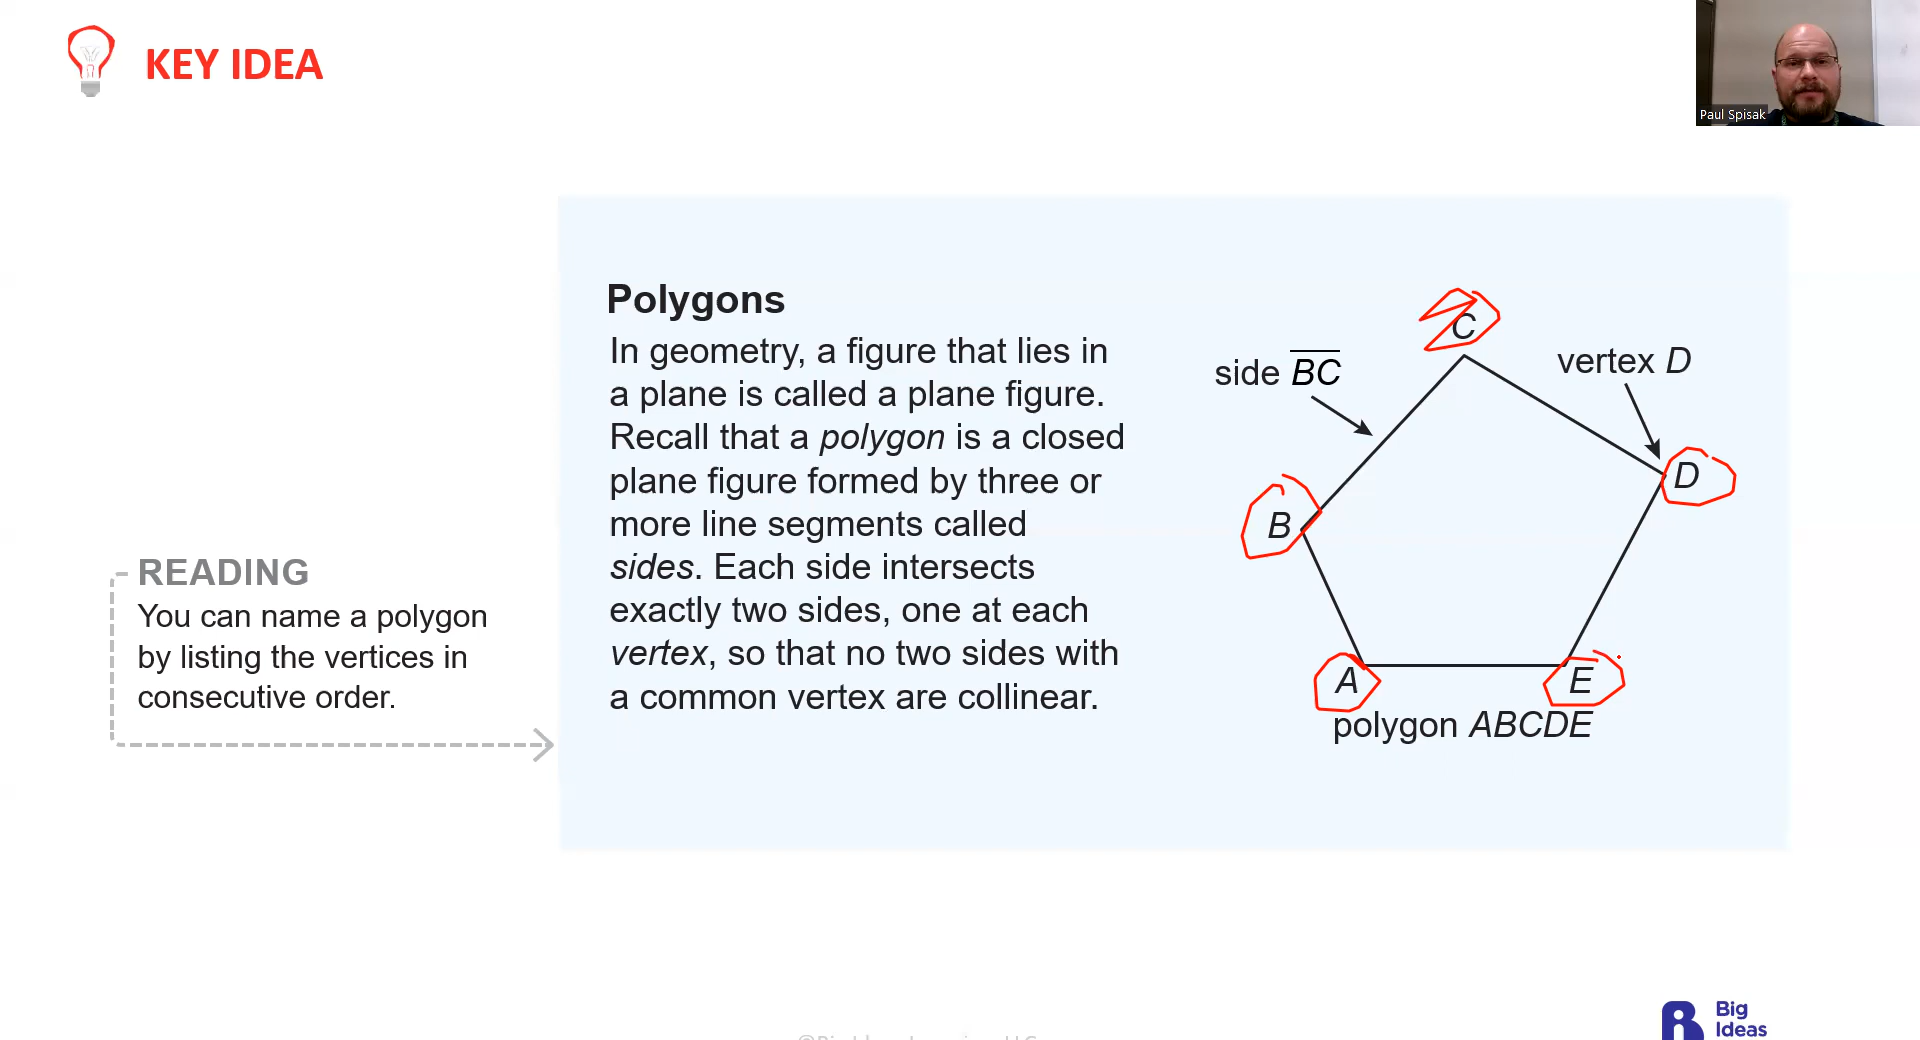 KEY IDEA
Paul Spisak
Polygons
In geometry, a figure that lies in
a plane is called a plane figure.
Recall that a polygon is a closed
plane figure formed by three or
more line segments called
sides. Each side intersects
exactly two sides, one at each
vertex, so that no two sides with
a common vertex are collinear.
READING
You can name a polygon
by listing the vertices in
consecutive order.
C
side BC
vertex D
D
B
A
E
polygon ABCDE
Big
Ideas